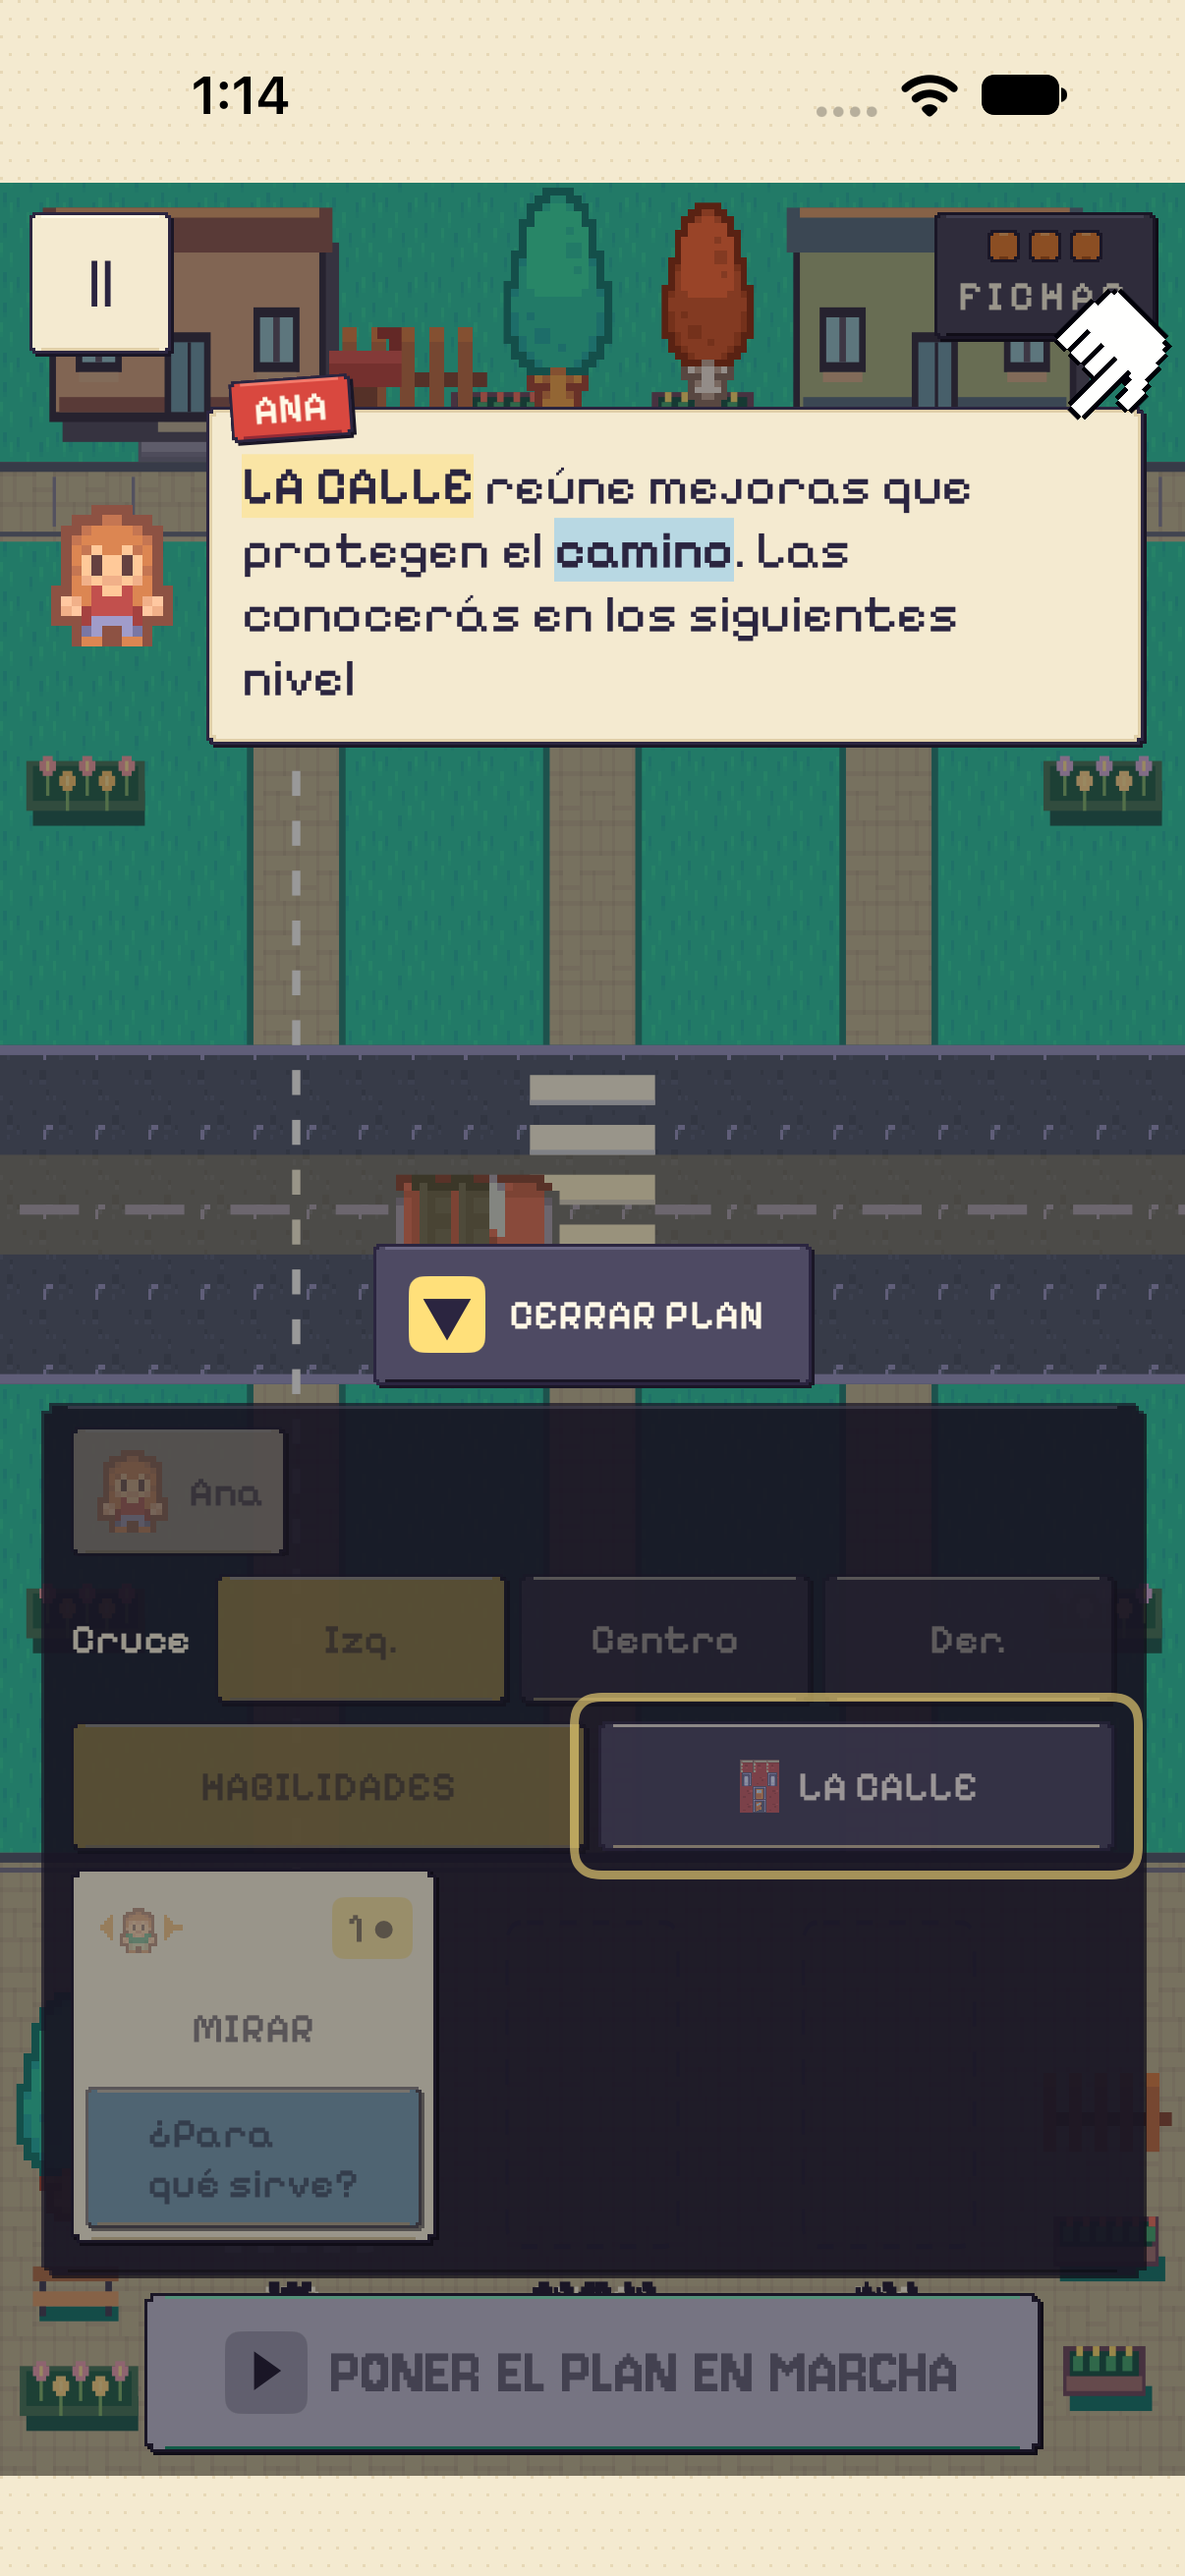 1:14
ANA
LA CALLE reúne mejoras que
protegen el camino. Las
conocerás en los siguientes
nivel
CERRAR PLAN
Ana
Cruce Izq. Centro Der.
HABILIDADES LA CALLE
1
MIRAR
¿Para
qué sirve?
PONER EL PLAN EN MARCHA